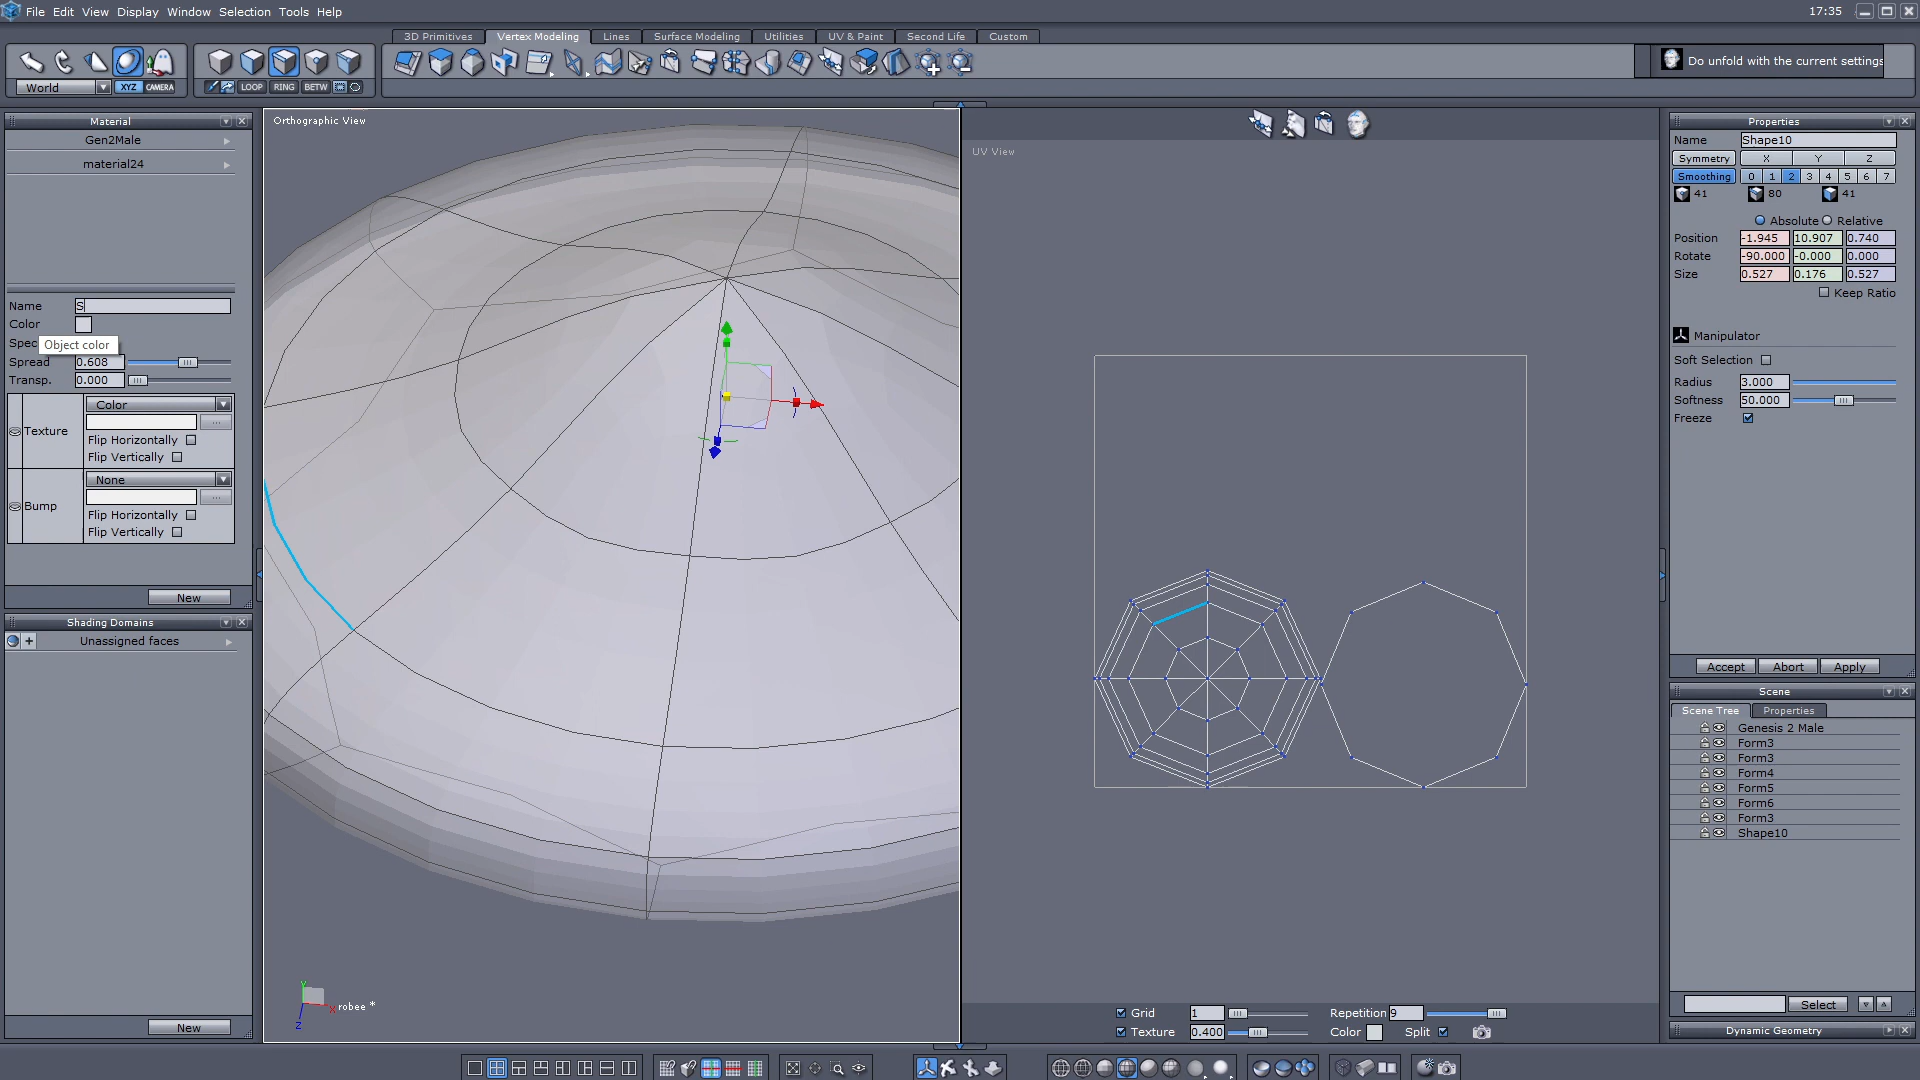 File Edit View Display Window Selection Tools Help
17:35
3D Primitives Vertex Modeling Lines Surface Modeling Utilities UV & Paint Second Life Custom
World XYZ CAMERA LOOP RING BETW
Do unfold with the current settings
Material
Gen2Male
material24
Name S
Color
Spec
Object color
Spread 0.608
Transp. 0.000
Texture
Color
...
Flip Horizontally
Flip Vertically
Bump
None
...
Flip Horizontally
Flip Vertically
New
Shading Domains
+ Unassigned faces
New
Orthographic View
Y
X
Z
robee *
UV View
Grid 1 Repetition 9
Texture 0.400 Color Split
Properties
Name Shape10
Symmetry X Y Z
Smoothing 0 1 2 3 4 5 6 7
41 80 41
Absolute Relative
Position -1.945 10.907 0.740
Rotate -90.000 -0.000 0.000
Size 0.527 0.176 0.527
Keep Ratio
Manipulator
Soft Selection
Radius 3.000
Softness 50.000
Freeze
Accept Abort Apply
Scene
Scene Tree Properties
Genesis 2 Male
Form3
Form3
Form4
Form5
Form6
Form3
Shape10
Select
Dynamic Geometry